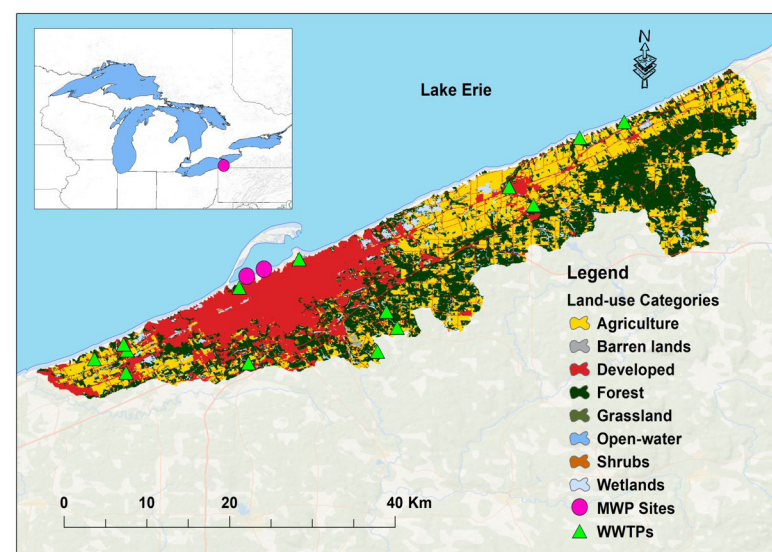 N
Lake Erie
Legend
Land-use Categories
Agriculture
Barren lands
Developed
Forest
Grassland
Open-water
Shrubs
Wetlands
MWP Sites
WWTPs
0 10 20 40 Km